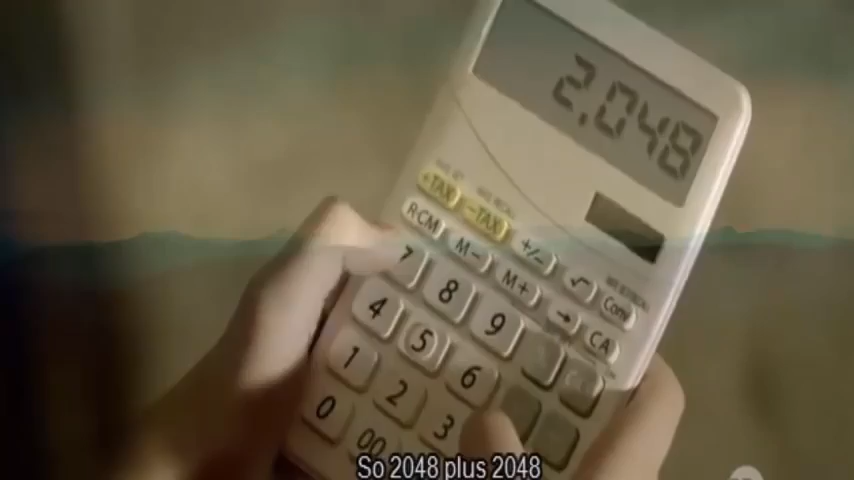 2,048
+TAX
-TAX
R·CM
M-
M+
+/-
√
→
Conv
CA
7
8
9
4
5
6
1
2
3
0
00
So 2048 plus 2048